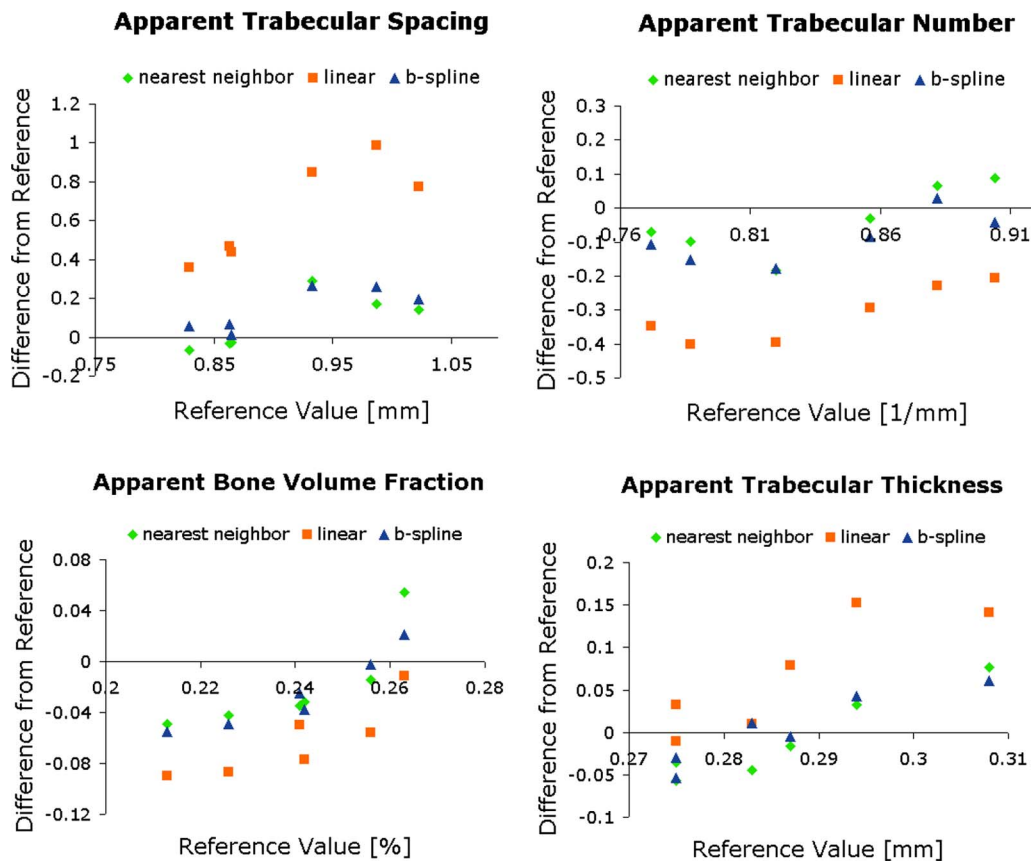 Apparent Trabecular Spacing
nearest neighbor linear b-spline
Difference from Reference
1.2
1
0.8
0.6
0.4
0.2
0
-0.2
0.75 0.85 0.95 1.05
Reference Value [mm]
Apparent Trabecular Number
nearest neighbor linear b-spline
Difference from Reference
0.3
0.2
0.1
0
-0.1
-0.2
-0.3
-0.4
-0.5
0.76 0.81 0.86 0.91
Reference Value [1/mm]
Apparent Bone Volume Fraction
nearest neighbor linear b-spline
Difference from Reference
0.08
0.04
0
-0.04
-0.08
-0.12
0.2 0.22 0.24 0.26 0.28
Reference Value [%]
Apparent Trabecular Thickness
nearest neighbor linear b-spline
Difference from Reference
0.2
0.15
0.1
0.05
0
-0.05
-0.1
0.27 0.28 0.29 0.3 0.31
Reference Value [mm]